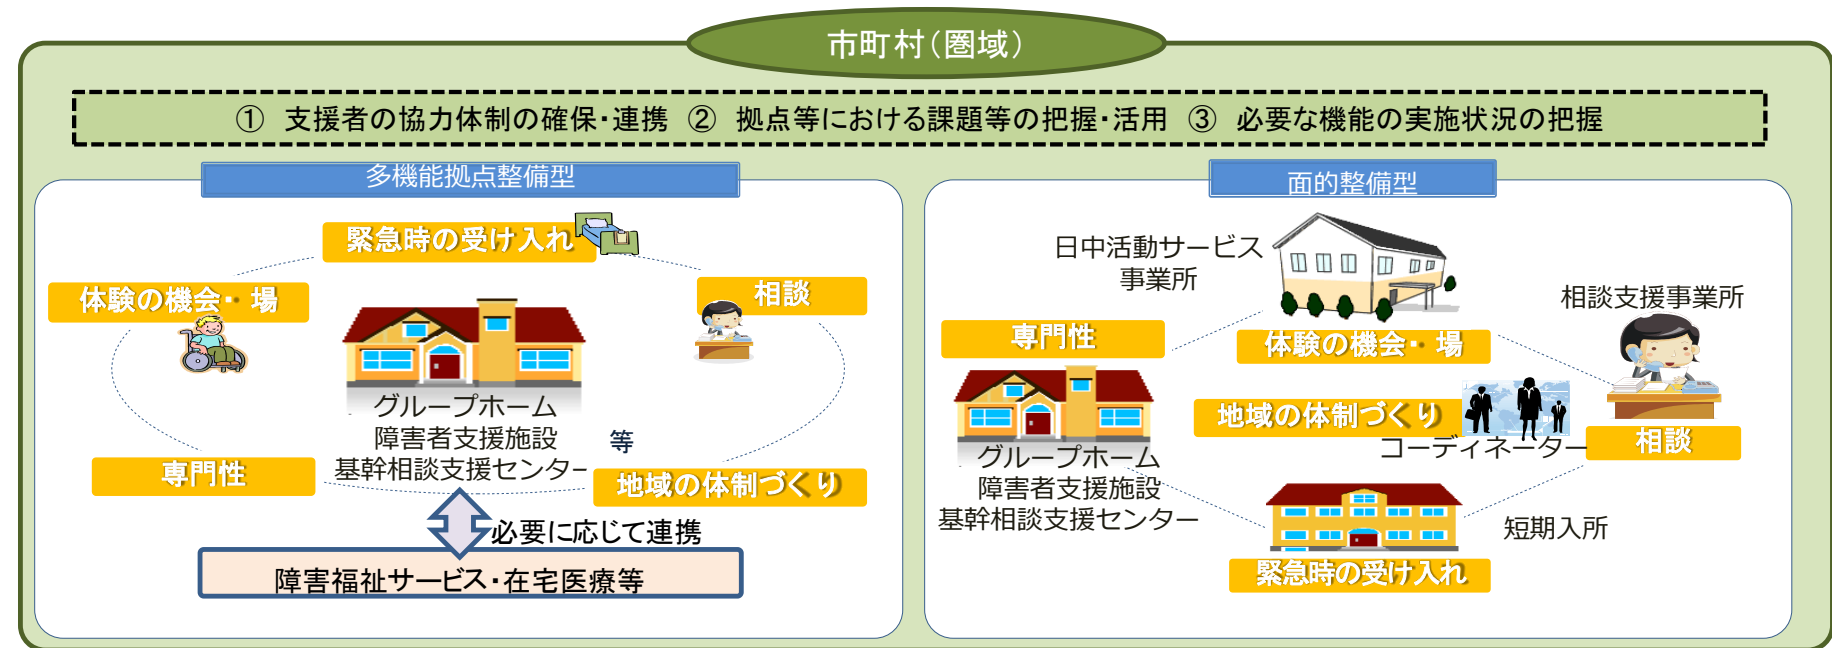 市町村(圏域)
① 支援者の協力体制の確保・連携 ② 拠点等における課題等の把握・活用 ③ 必要な機能の実施状況の把握
多機能拠点整備型
緊急時の受け入れ
体験の機会・ 場
相談
グループホーム
障害者支援施設 等
基幹相談支援センター
専門性
地域の体制づくり
必要に応じて連携
障害福祉サービス・在宅医療等
面的整備型
日中活動サービス
事業所
相談支援事業所
専門性
体験の機会・ 場
地域の体制づくり
コーディネーター
相談
グループホーム
障害者支援施設
基幹相談支援センター
短期入所
緊急時の受け入れ